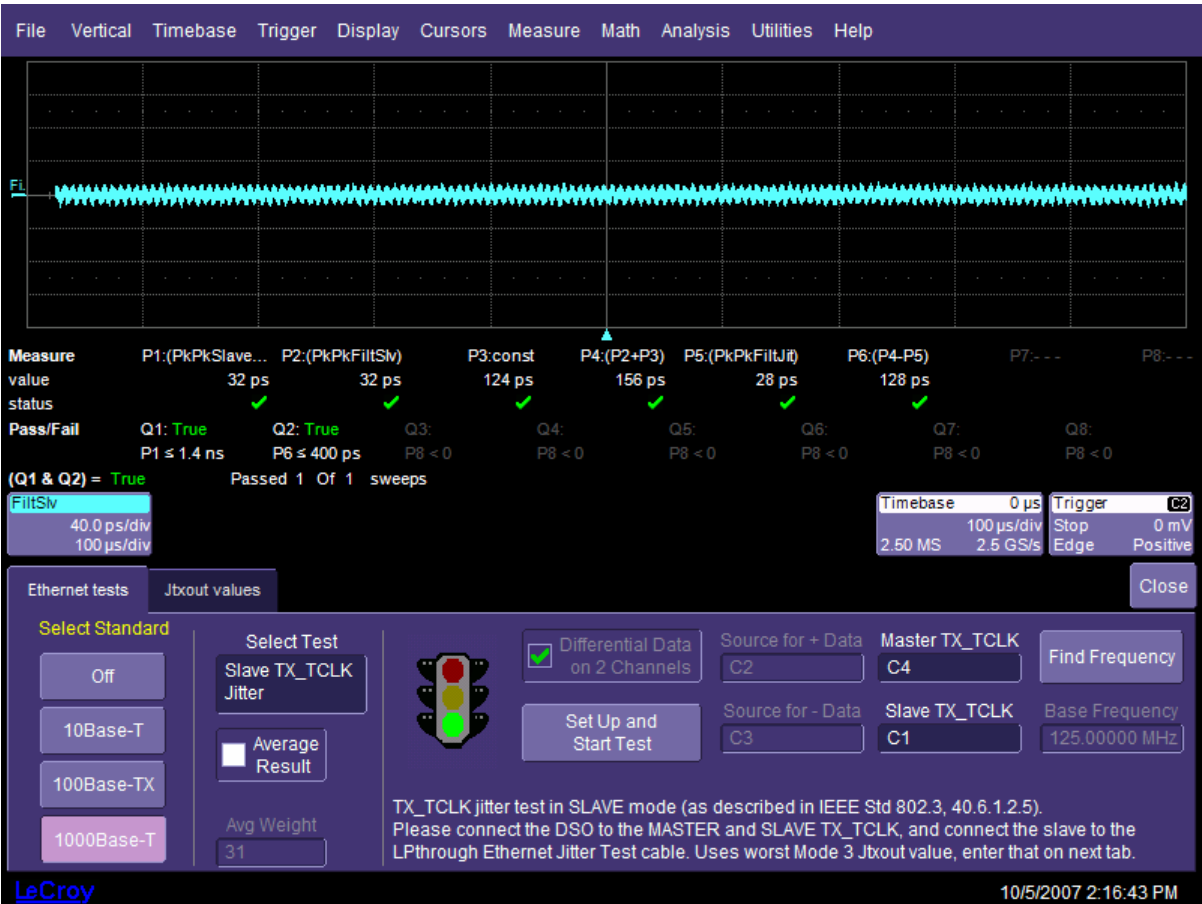 File Vertical Timebase Trigger Display Cursors Measure Math Analysis Utilities Help
Measure P1:(PkPkSlave... P2:(PkPkFiltSlv) P3:const P4:(P2+P3) P5:(PkPkFiltJit) P6:(P4-P5) P7:- - - P8:- - -
value 32 ps 32 ps 124 ps 156 ps 28 ps 128 ps
status
Pass/Fail Q1: True Q2: True Q3: Q4: Q5: Q6: Q7: Q8:
P1 ≤ 1.4 ns P6 ≤ 400 ps P8 < 0 P8 < 0 P8 < 0 P8 < 0 P8 < 0 P8 < 0
(Q1 & Q2) = True Passed 1 Of 1 sweeps
FiltSlv
40.0 ps/div
100 µs/div
Timebase 0 µs
100 µs/div
2.50 MS 2.5 GS/s
Trigger C2
Stop 0 mV
Edge Positive
Ethernet tests Jtxout values Close
Select Standard
Off
10Base-T
100Base-TX
1000Base-T
Select Test
Slave TX_TCLK
Jitter
Average
Result
Avg Weight
31
Differential Data
on 2 Channels
Set Up and
Start Test
Source for + Data
C2
Source for - Data
C3
Master TX_TCLK
C4
Slave TX_TCLK
C1
Find Frequency
Base Frequency
125.00000 MHz
TX_TCLK jitter test in SLAVE mode (as described in IEEE Std 802.3, 40.6.1.2.5).
Please connect the DSO to the MASTER and SLAVE TX_TCLK, and connect the slave to the
LPthrough Ethernet Jitter Test cable. Uses worst Mode 3 Jtxout value, enter that on next tab.
LeCroy
10/5/2007 2:16:43 PM